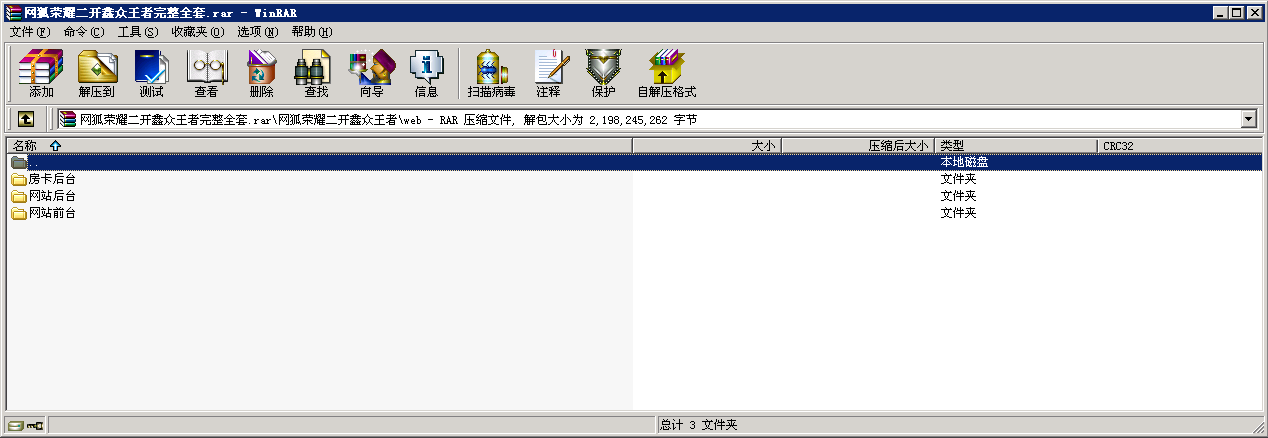 网狐荣耀二开鑫众王者完整全套.rar - WinRAR
文件(F) 命令(C) 工具(S) 收藏夹(O) 选项(N) 帮助(H)
添加 解压到 测试 查看 删除 查找 向导 信息 扫描病毒 注释 保护 自解压格式
网狐荣耀二开鑫众王者完整全套.rar\网狐荣耀二开鑫众王者\web - RAR 压缩文件, 解包大小为 2,198,245,262 字节
名称 大小 压缩后大小 类型 CRC32
.. 本地磁盘
房卡后台 文件夹
网站后台 文件夹
网站前台 文件夹
总计 3 文件夹